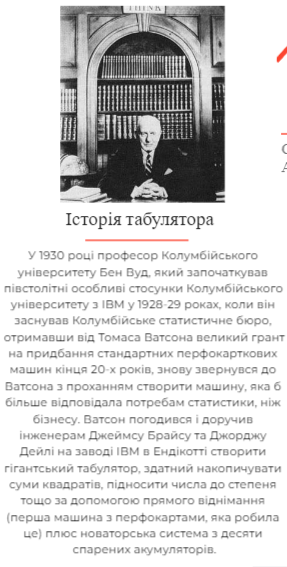 THINK
Історія табулятора
У 1930 році професор Колумбійського
університету Бен Вуд, який започаткував
півстолітні особливі стосунки Колумбійського
університету з IBM у 1928-29 роках, коли він
заснував Колумбійське статистичне бюро,
отримавши від Томаса Ватсона великий грант
на придбання стандартних перфокарткових
машин кінця 20-х років, знову звернувся до
Ватсона з проханням створити машину, яка б
більше відповідала потребам статистики, ніж
бізнесу. Ватсон погодився і доручив
інженерам Джеймсу Брайсу та Джорджу
Дейлі на заводі IBM в Ендікотті створити
гігантський табулятор, здатний накопичувати
суми квадратів, підносити числа до степеня
тощо за допомогою прямого віднімання
(перша машина з перфокартами, яка робила
це) плюс новаторська система з десяти
спарених акумуляторів.